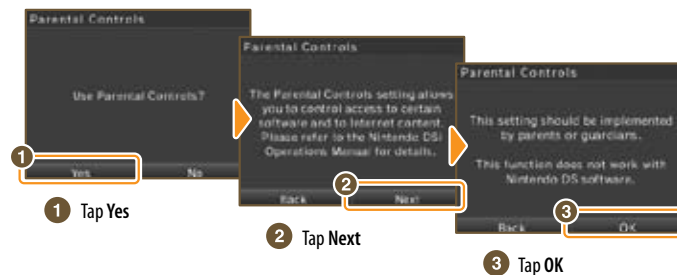 Parental Controls
Use Parental Controls?
1
Yes
No
1 Tap Yes
Parental Controls
The Parental Controls setting allows
you to control access to certain
software and to Internet content.
Please refer to the Nintendo DSi
Operations Manual for details.
2
Back
Next
2 Tap Next
Parental Controls
This setting should be implemented
by parents or guardians.
This function does not work with
Nintendo DS software.
3
Back
OK
3 Tap OK